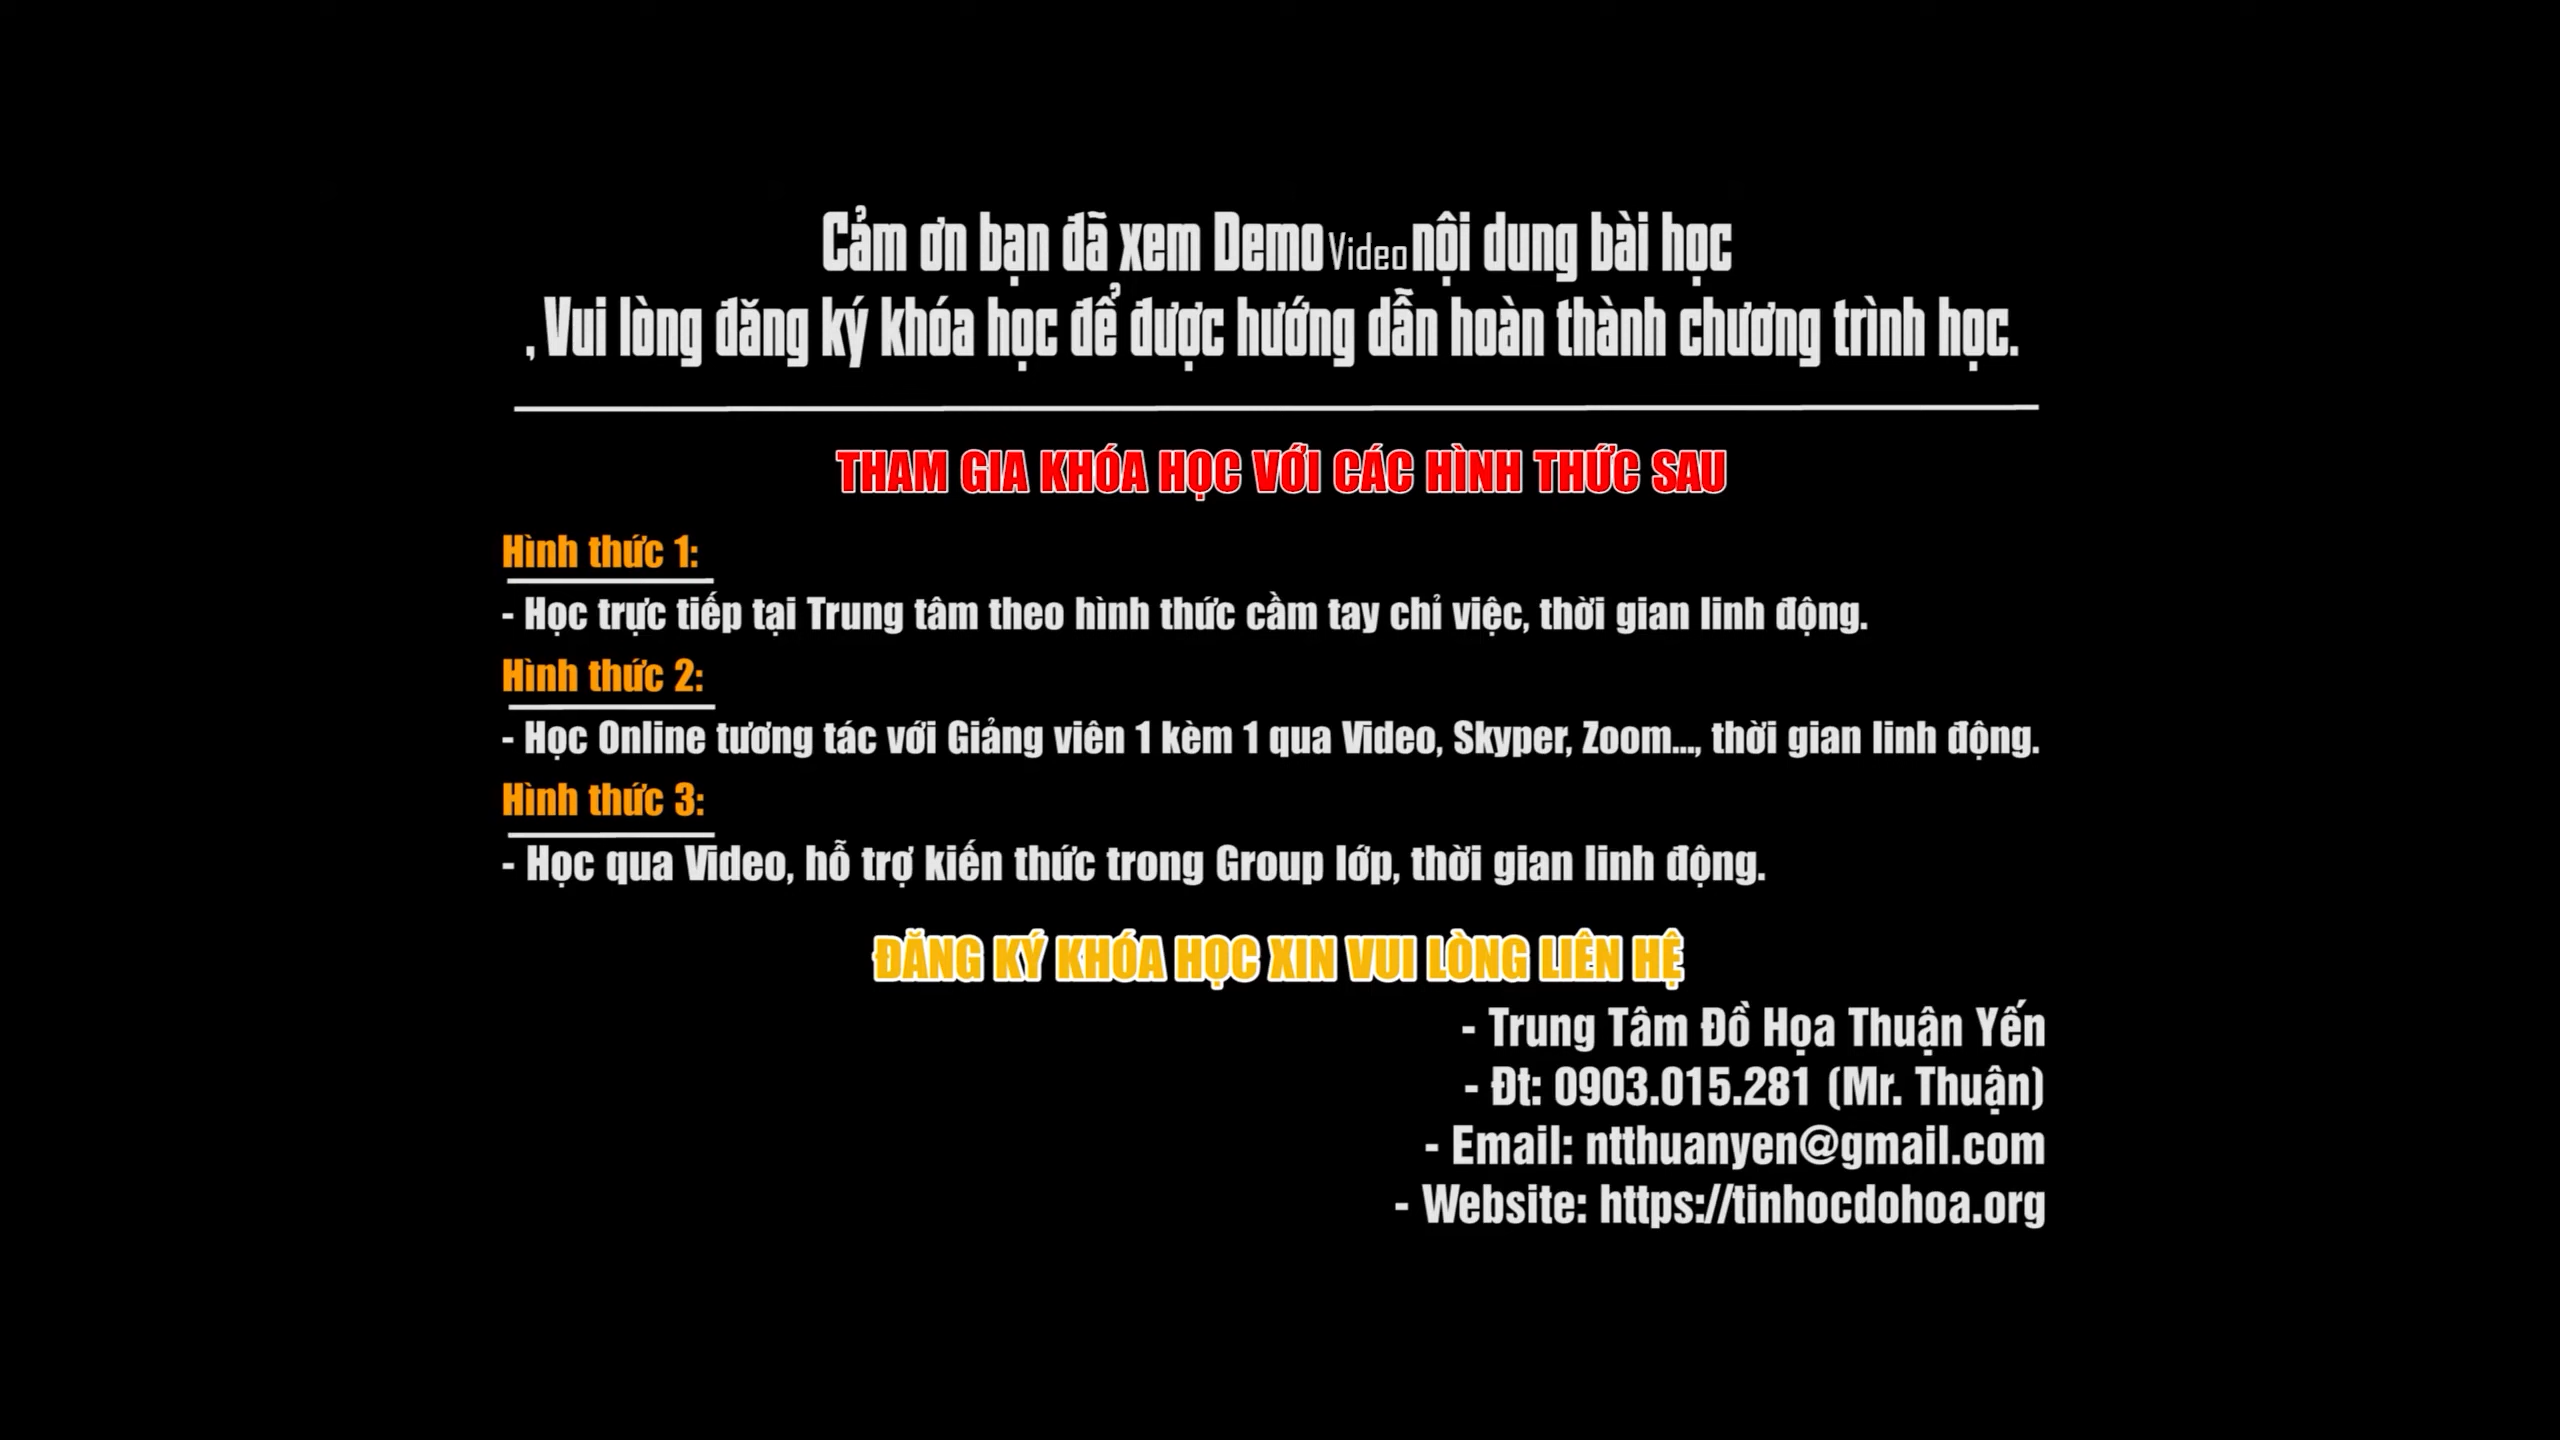 Cảm ơn bạn đã xem Demo Video nội dung bài học
, Vui lòng đăng ký khóa học để được hướng dẫn hoàn thành chương trình học.
THAM GIA KHÓA HỌC VỚI CÁC HÌNH THỨC SAU
Hình thức 1:
- Học trực tiếp tại Trung tâm theo hình thức cầm tay chỉ việc, thời gian linh động.
Hình thức 2:
- Học Online tương tác với Giảng viên 1 kèm 1 qua Video, Skyper, Zoom..., thời gian linh động.
Hình thức 3:
- Học qua Video, hỗ trợ kiến thức trong Group lớp, thời gian linh động.
ĐĂNG KÝ KHÓA HỌC XIN VUI LÒNG LIÊN HỆ
- Trung Tâm Đồ Họa Thuận Yến
- Đt: 0903.015.281 (Mr. Thuận)
- Email: ntthuanyen@gmail.com
- Website: https://tinhocdohoa.org